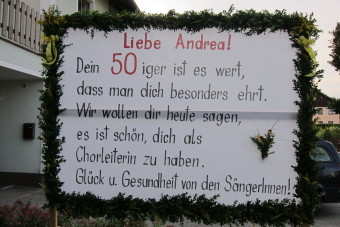 Liebe Andrea!
Dein 50 iger ist es wert,
dass man dich besonders ehrt.
Wir wollen dir heute sagen,
es ist schön, dich als
Chorleiterin zu haben.
Glück u. Gesundheit von den SängerInnen!